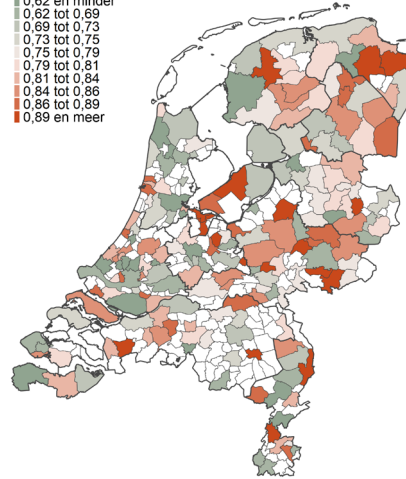 0,62 en minder
0,62 tot 0,69
0,69 tot 0,73
0,73 tot 0,75
0,75 tot 0,79
0,79 tot 0,81
0,81 tot 0,84
0,84 tot 0,86
0,86 tot 0,89
0,89 en meer